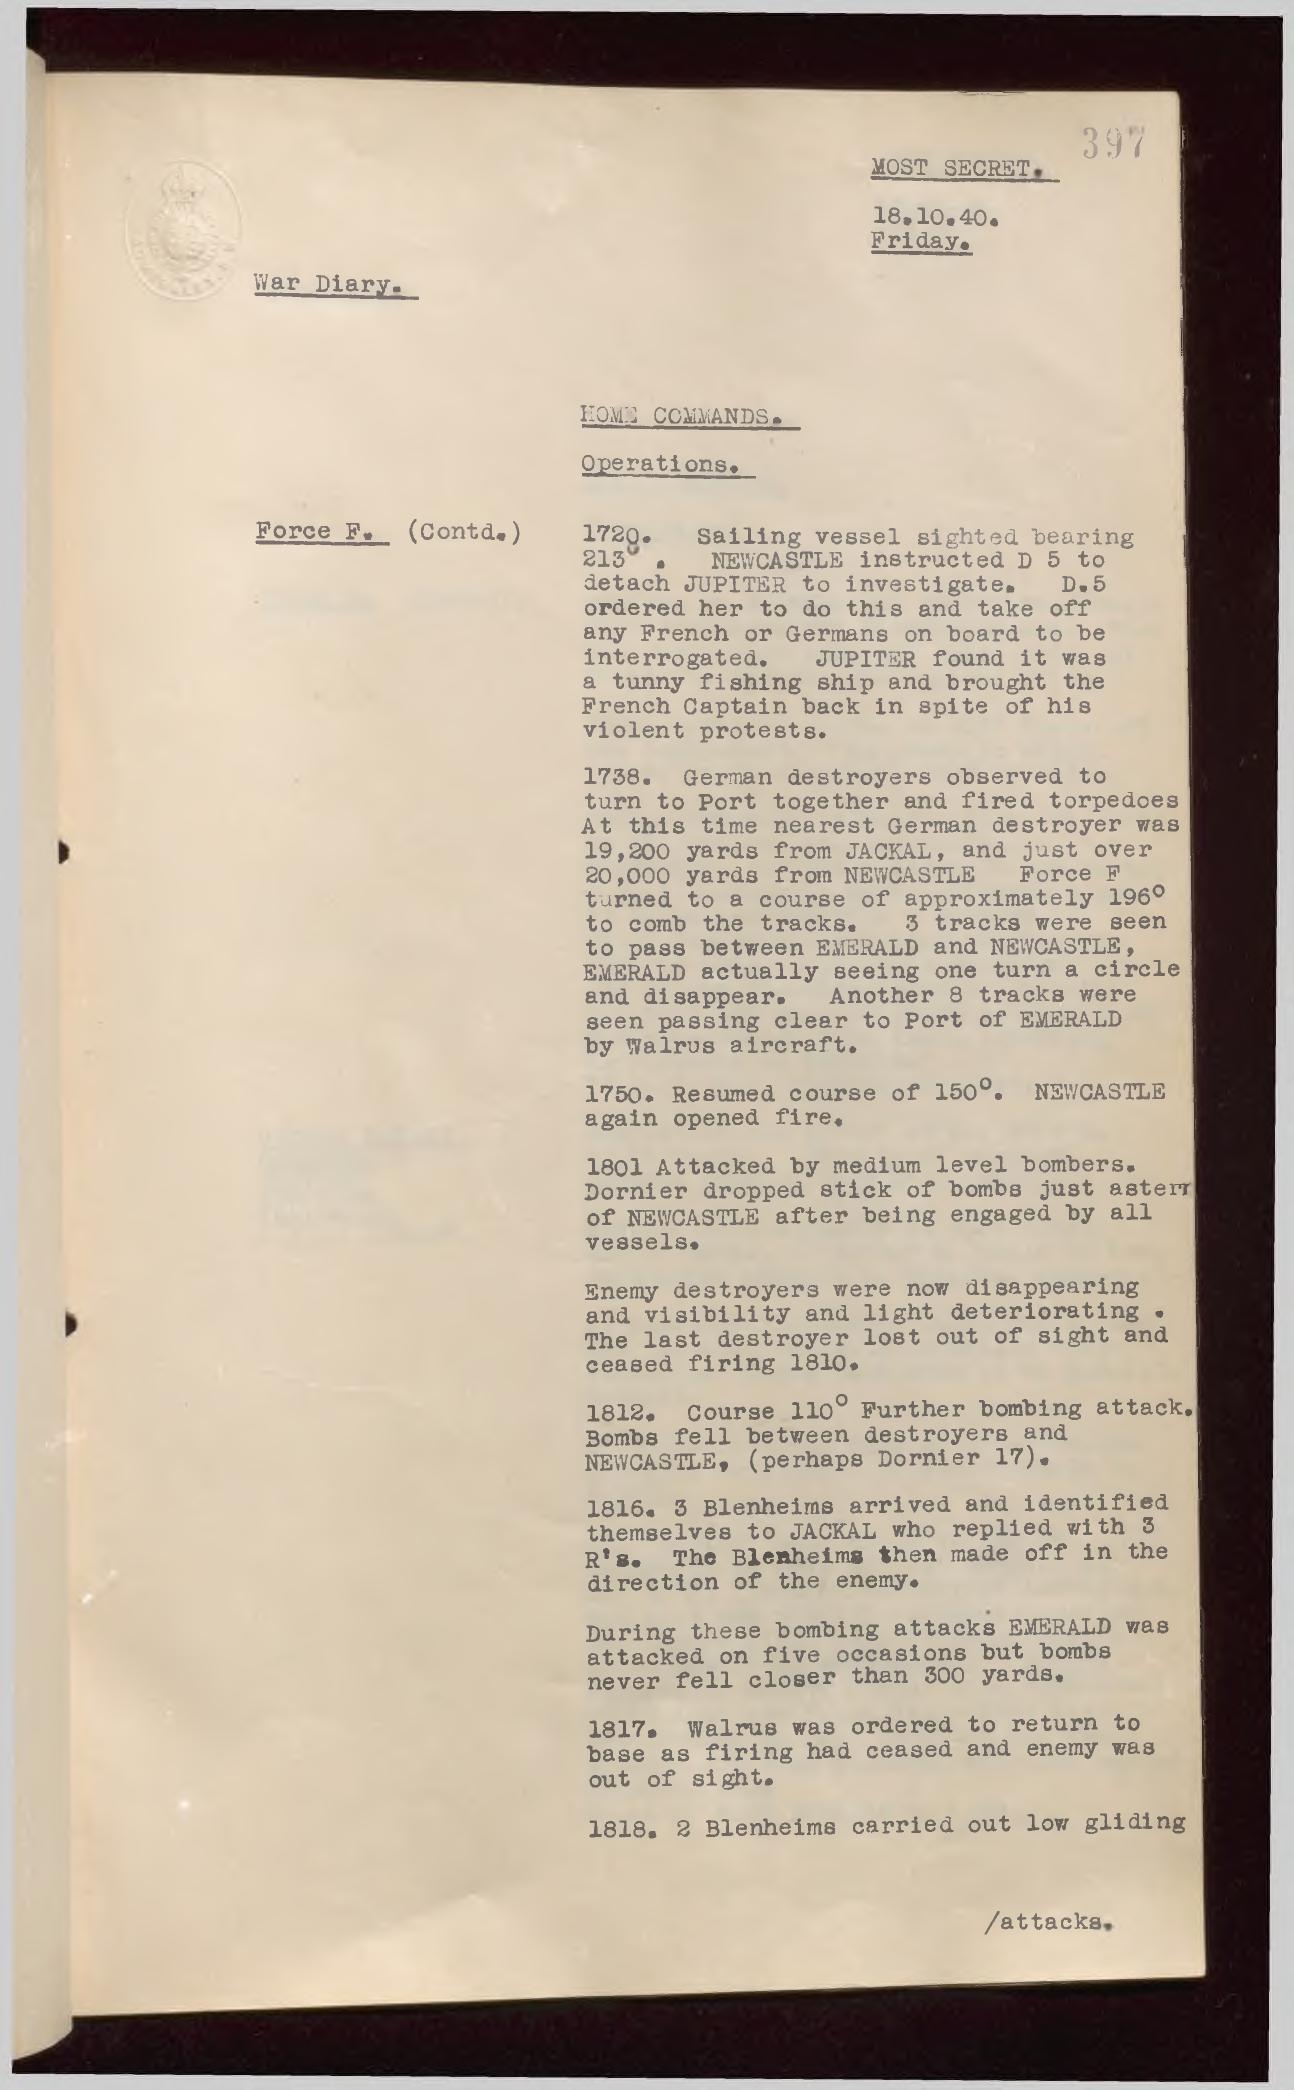 397
MOST SECRET.
18.10.40.
Friday.
War Diary.
HOME COMMANDS.
Operations.
Force F. (Contd.)
1720. Sailing vessel sighted bearing
213° . NEWCASTLE instructed D 5 to
detach JUPITER to investigate. D.5
ordered her to do this and take off
any French or Germans on board to be
interrogated. JUPITER found it was
a tunny fishing ship and brought the
French Captain back in spite of his
violent protests.
1738. German destroyers observed to
turn to Port together and fired torpedoes
At this time nearest German destroyer was
19,200 yards from JACKAL, and just over
20,000 yards from NEWCASTLE Force F
turned to a course of approximately 196°
to comb the tracks. 3 tracks were seen
to pass between EMERALD and NEWCASTLE,
EMERALD actually seeing one turn a circle
and disappear. Another 8 tracks were
seen passing clear to Port of EMERALD
by Walrus aircraft.
1750. Resumed course of 150°. NEWCASTLE
again opened fire.
1801 Attacked by medium level bombers.
Dornier dropped stick of bombs just astern
of NEWCASTLE after being engaged by all
vessels.
Enemy destroyers were now disappearing
and visibility and light deteriorating .
The last destroyer lost out of sight and
ceased firing 1810.
1812. Course 110° Further bombing attack.
Bombs fell between destroyers and
NEWCASTLE, (perhaps Dornier 17).
1816. 3 Blenheims arrived and identified
themselves to JACKAL who replied with 3
R's. The Blenheims then made off in the
direction of the enemy.
During these bombing attacks EMERALD was
attacked on five occasions but bombs
never fell closer than 300 yards.
1817. Walrus was ordered to return to
base as firing had ceased and enemy was
out of sight.
1818. 2 Blenheims carried out low gliding
/attacks.